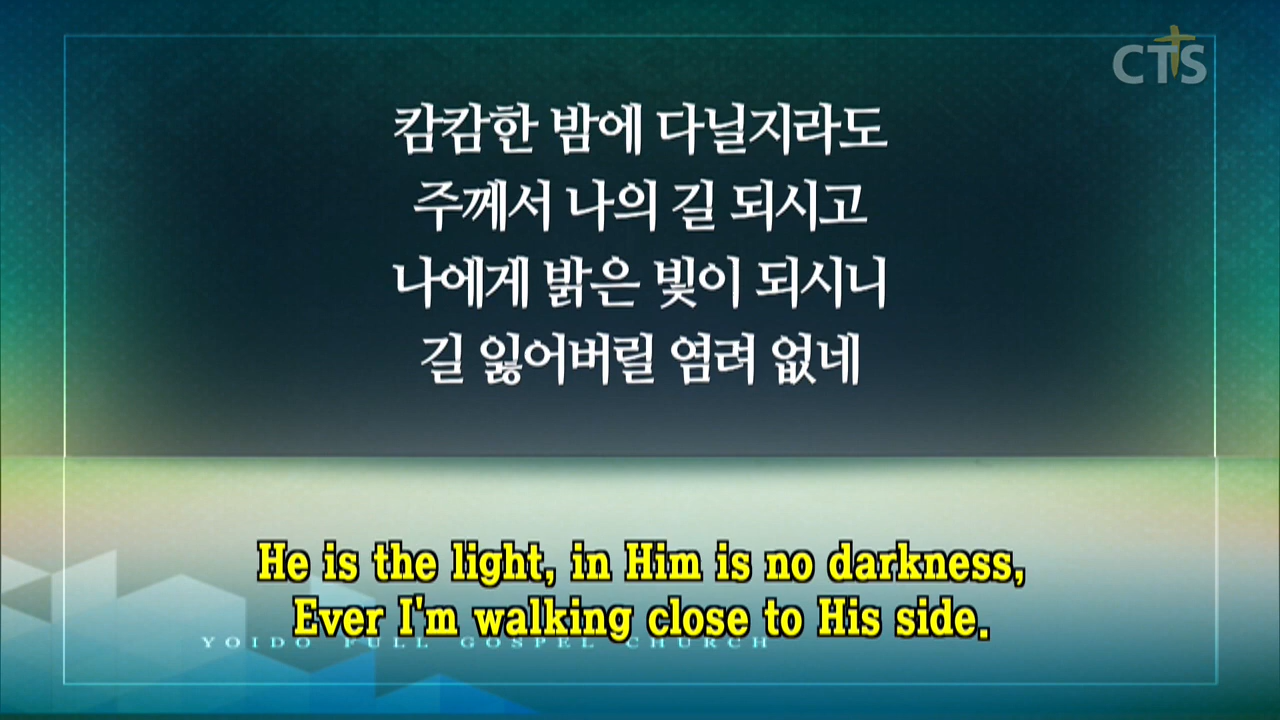 CTS
캄캄한 밤에 다닐지라도
주께서 나의 길 되시고
나에게 밝은 빛이 되시니
길 잃어버릴 염려 없네
He is the light, in Him is no darkness,
Ever I'm walking close to His side.
YOIDO FULL GOSPEL CHURCH